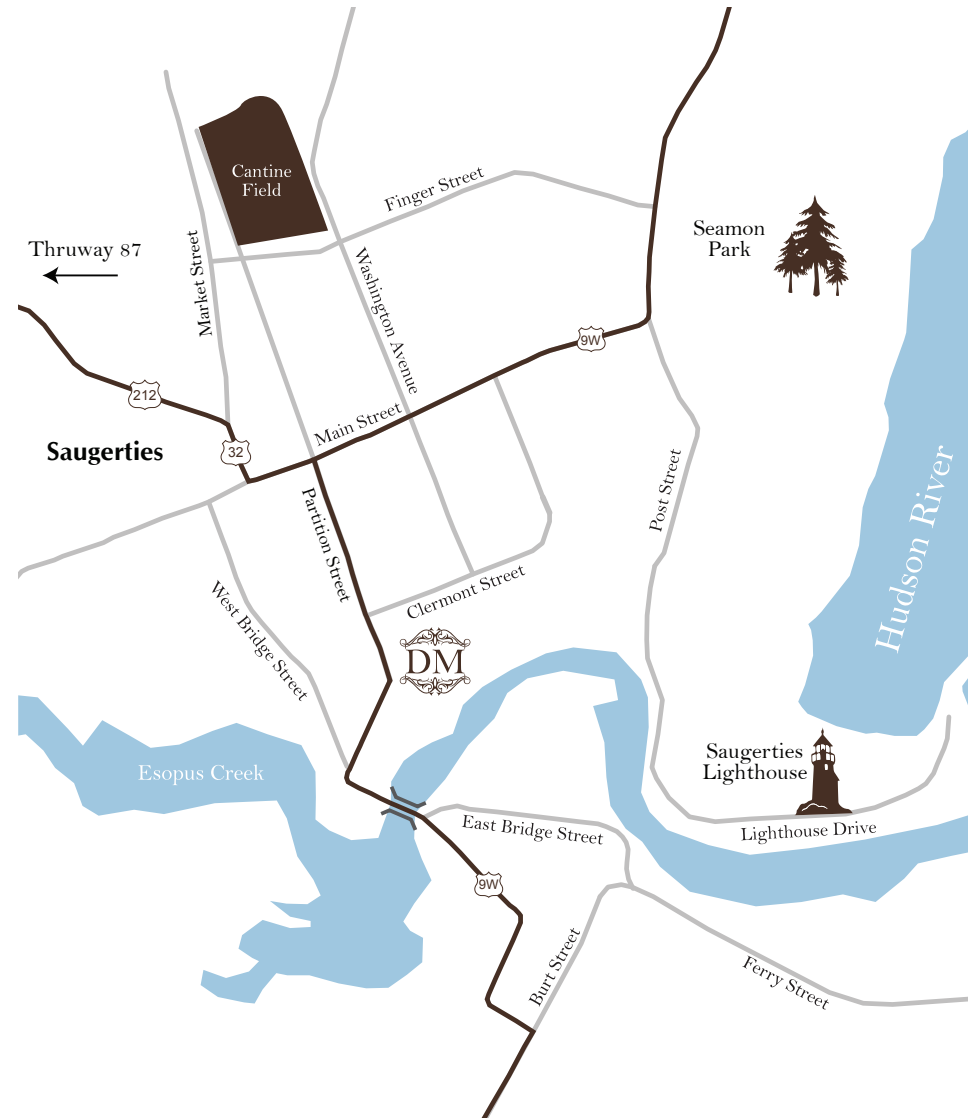 Cantine
Field
Finger Street
Seamon
Park
Thruway 87
Market Street
Washington Avenue
9W
212
Main Street
32
Saugerties
Partition Street
Post Street
Hudson River
Clermont Street
West Bridge Street
DM
Saugerties
Lighthouse
Esopus Creek
East Bridge Street
Lighthouse Drive
9W
Burt Street
Ferry Street